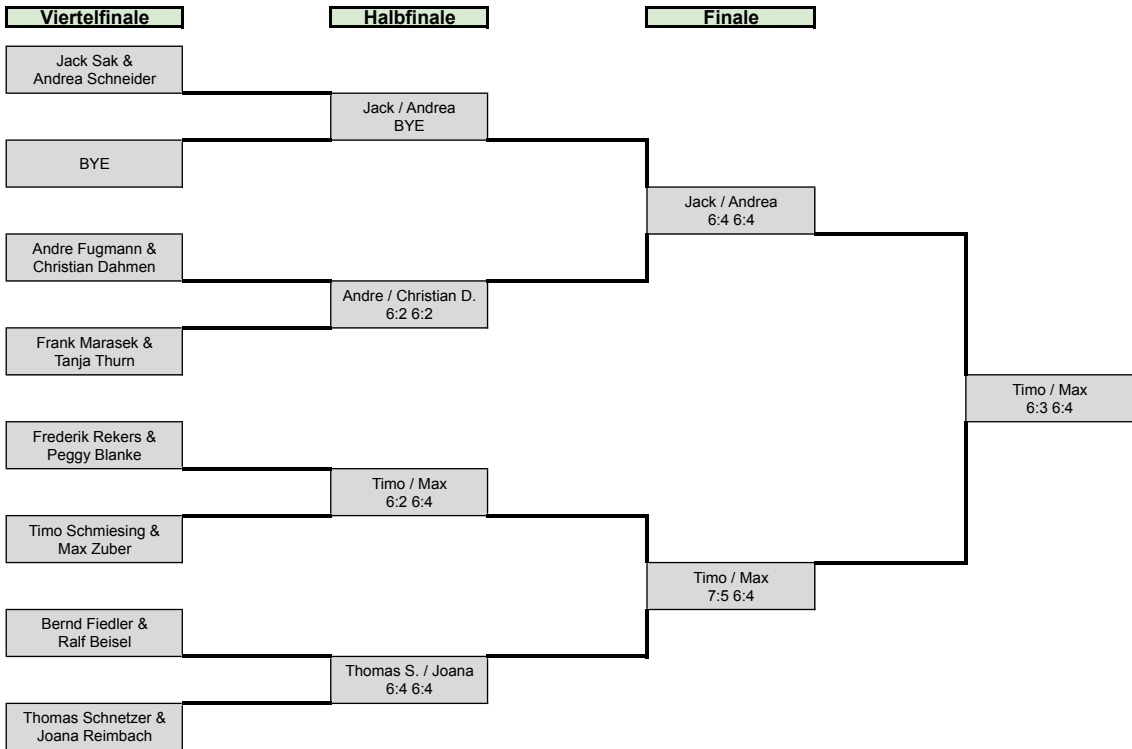 Viertelfinale
Halbfinale
Finale
Jack Sak &
Andrea Schneider
BYE
Andre Fugmann &
Christian Dahmen
Frank Marasek &
Tanja Thurn
Frederik Rekers &
Peggy Blanke
Timo Schmiesing &
Max Zuber
Bernd Fiedler &
Ralf Beisel
Thomas Schnetzer &
Joana Reimbach
Jack / Andrea
BYE
Andre / Christian D.
6:2 6:2
Timo / Max
6:2 6:4
Thomas S. / Joana
6:4 6:4
Jack / Andrea
6:4 6:4
Timo / Max
7:5 6:4
Timo / Max
6:3 6:4